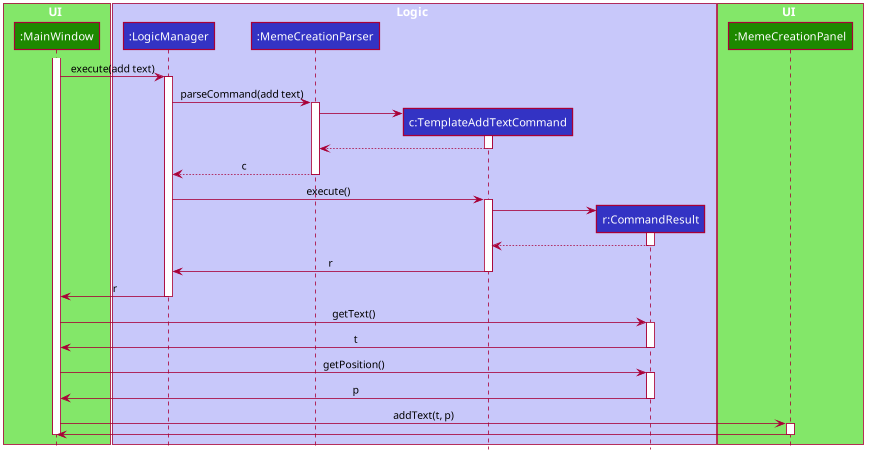 UI
Logic
UI
:MainWindow
:LogicManager
:MemeCreationParser
:MemeCreationPanel
execute(add text)
parseCommand(add text)
c:TemplateAddTextCommand
c
execute()
r:CommandResult
r
r
getText()
t
getPosition()
p
addText(t, p)